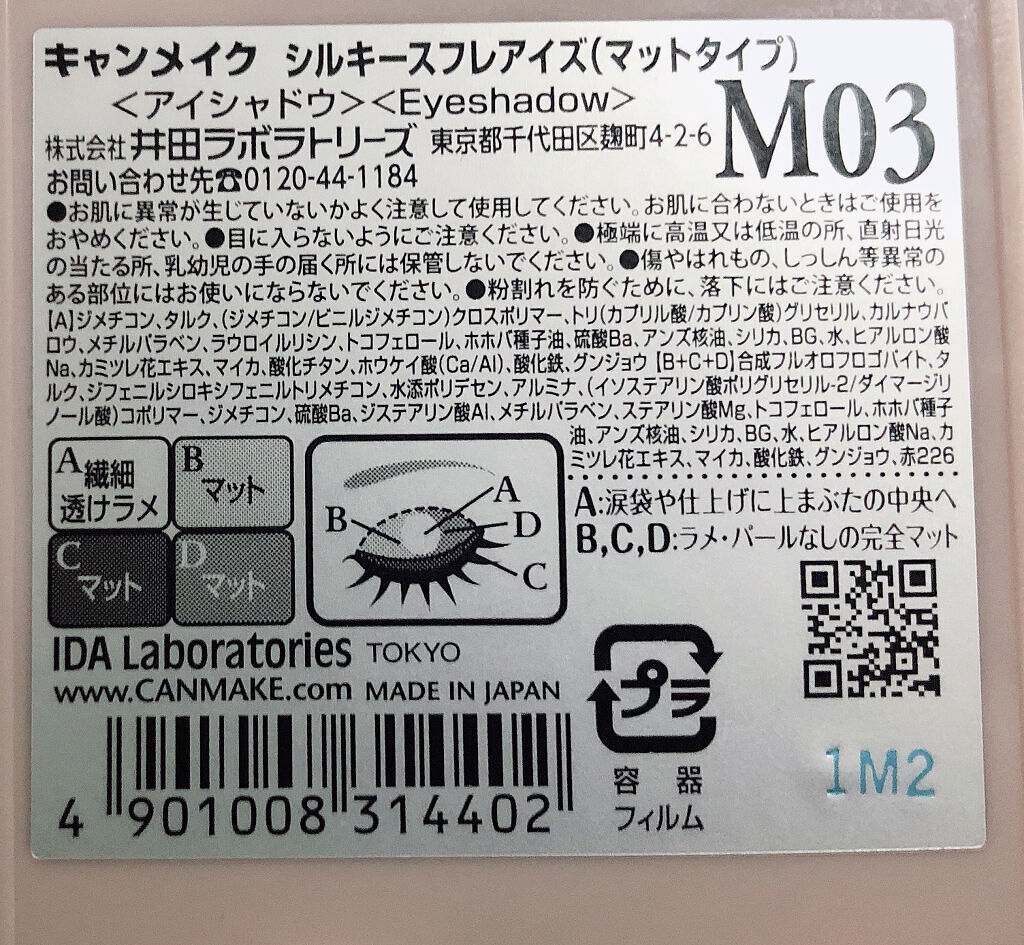 キャンメイク シルキースフレアイズ(マットタイプ)
＜アイシャドウ＞＜Eyeshadow＞
M03
株式会社 井田ラボラトリーズ 東京都千代田区麹町4-2-6
お問い合わせ先☎0120-44-1184
●お肌に異常が生じていないかよく注意して使用してください。お肌に合わないときはご使用を
おやめください。●目に入らないようにご注意ください。●極端に高温又は低温の所、直射日光
の当たる所、乳幼児の手の届く所には保管しないでください。●傷やはれもの、しっしん等異常の
ある部位にはお使いにならないでください。●粉割れを防ぐために、落下にはご注意ください。
【A】ジメチコン、タルク、(ジメチコン/ビニルジメチコン)クロスポリマー、トリ(カプリル酸/カプリン酸)グリセリル、カルナウバ
ロウ、メチルパラベン、ラウロイルリシン、トコフェロール、ホホバ種子油、硫酸Ba、アンズ核油、シリカ、BG、水、ヒアルロン酸
Na、カミツレ花エキス、マイカ、酸化チタン、ホウケイ酸(Ca/Al)、酸化鉄、グンジョウ【B+C+D】合成フルオロフロゴパイト、タ
ルク、ジフェニルシロキシフェニルトリメチコン、水添ポリデセン、アルミナ、(イソステアリン酸ポリグリセリル-2/ダイマージリ
ノール酸)コポリマー、ジメチコン、硫酸Ba、ジステアリン酸Al、メチルパラベン、ステアリン酸Mg、トコフェロール、ホホバ種子
油、アンズ核油、シリカ、BG、水、ヒアルロン酸Na、カ
ミツレ花エキス、マイカ、酸化鉄、グンジョウ、赤226
A 繊細
透けラメ
B
マット
C
マット
D
マット
A
B
D
C
A:涙袋や仕上げに上まぶたの中央へ
B,C,D:ラメ・パールなしの完全マット
IDA Laboratories TOKYO
www.CANMAKE.com MADE IN JAPAN
プラ
容器
フィルム
1M2
4 901008 314402